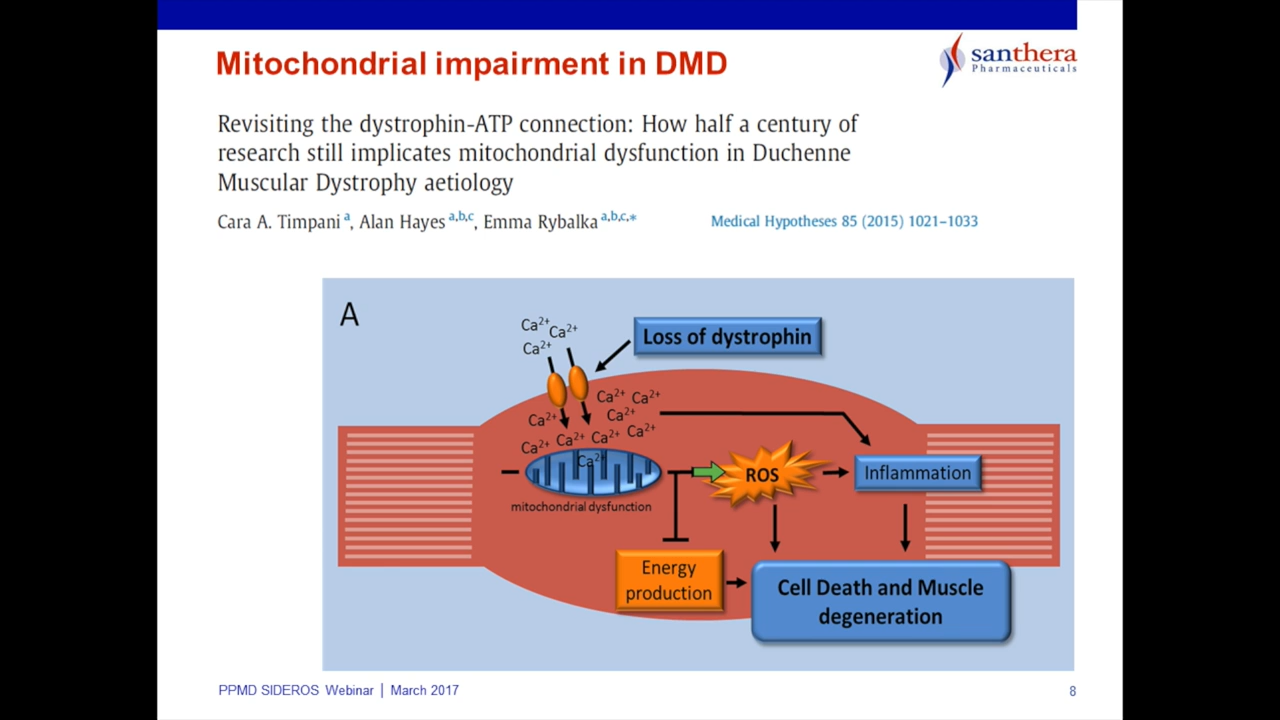 Mitochondrial impairment in DMD
santhera
Pharmaceuticals
Revisiting the dystrophin-ATP connection: How half a century of
research still implicates mitochondrial dysfunction in Duchenne
Muscular Dystrophy aetiology
Cara A. Timpani a, Alan Hayes a,b,c, Emma Rybalka a,b,c,*
Medical Hypotheses 85 (2015) 1021–1033
A
Ca2+
Ca2+
Ca2+
Loss of dystrophin
Ca2+
Ca2+
Ca2+
Ca2+
Ca2+
Ca2+
Ca2+
Ca2+
Ca2+
mitochondrial dysfunction
ROS
Inflammation
Energy
production
Cell Death and Muscle
degeneration
PPMD SIDEROS Webinar | March 2017
8